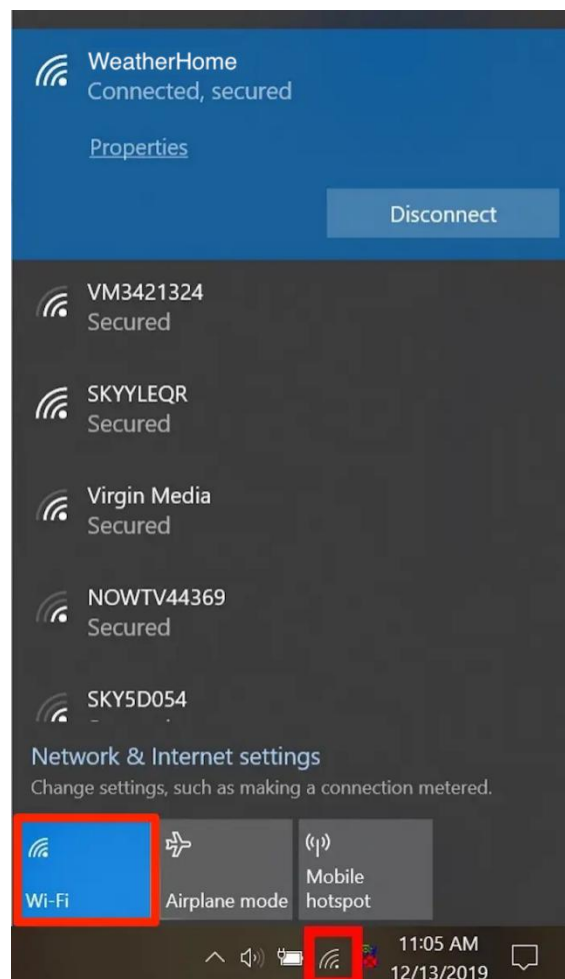 WeatherHome
Connected, secured
Properties
Disconnect
VM3421324
Secured
SKYYLEQR
Secured
Virgin Media
Secured
NOWTV44369
Secured
SKY5D054
Network & Internet settings
Change settings, such as making a connection metered.
Wi-Fi
Airplane mode
Mobile
hotspot
11:05 AM
12/13/2019